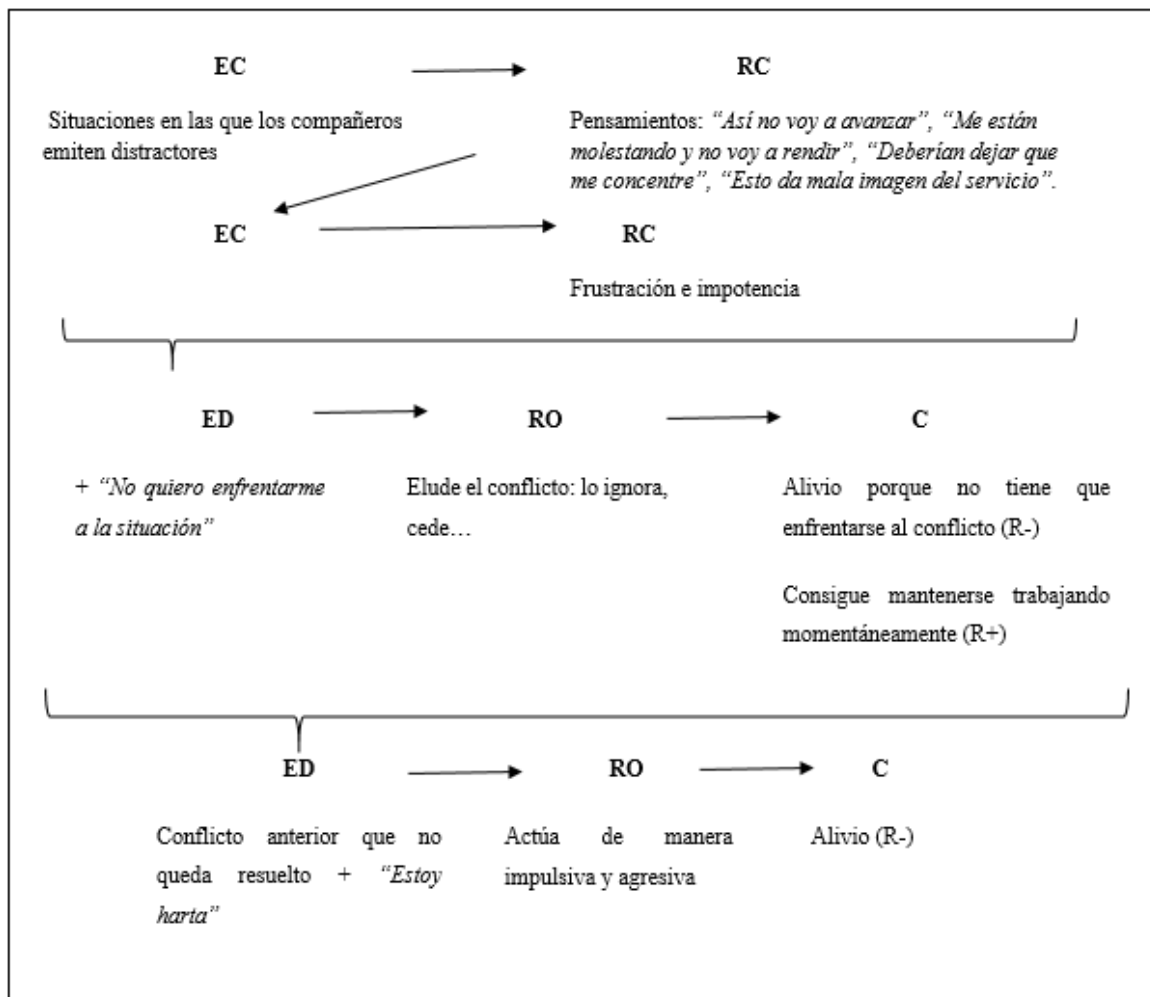 EC
RC
Situaciones en las que los compañeros
emiten distractores
Pensamientos: “Así no voy a avanzar”, “Me están
molestando y no voy a rendir”, “Deberían dejar que
me concentre”, “Esto da mala imagen del servicio”.
EC
RC
Frustración e impotencia
ED
RO
C
+ “No quiero enfrentarme
a la situación”
Elude el conflicto: lo ignora,
cede…
Alivio porque no tiene que
enfrentarse al conflicto (R-)
Consigue mantenerse trabajando
momentáneamente (R+)
ED
RO
C
Conflicto anterior que no
queda resuelto + “Estoy
harta”
Actúa de manera
impulsiva y agresiva
Alivio (R-)